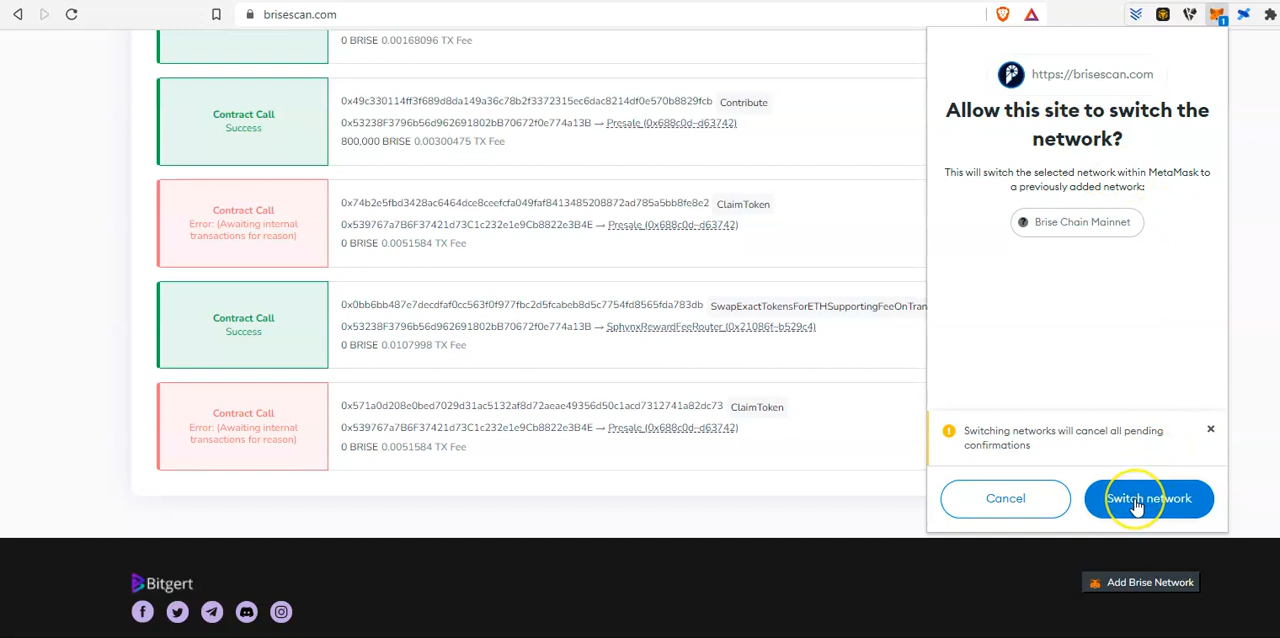 brisescan.com
1
0 BRISE 0.00168096 TX Fee
Contract Call
Success
0x49c330114ff3f689d8da149a36c78b2f3372315ec6dac8214df0e570b8829fcb Contribute
0x53238F3796b56d962691802bB70672f0e774a13B → Presale (0x688c0d–d63742)
800,000 BRISE 0.00300475 TX Fee
Contract Call
Error: (Awaiting internal
transactions for reason)
0x74b2e5fbd3428ac6464dce8ceefcfa049faf8413485208872ad785a5bb8fe8e2 ClaimToken
0x539767a7B6F37421d73C1c232e1e9Cb8822e3B4E → Presale (0x688c0d–d63742)
0 BRISE 0.0051584 TX Fee
Contract Call
Success
0x0bb6bb487e7decdfaf0cc563f0f977fbc2d5fcabeb8d5c7754fd8565fda783db SwapExactTokensForETHSupportingFeeOnTran
0x53238F3796b56d962691802bB70672f0e774a13B → SphynxRewardFeeRouter (0x21086f–b529c4)
0 BRISE 0.0107998 TX Fee
Contract Call
Error: (Awaiting internal
transactions for reason)
0x571a0d208e0bed7029d31ac5132af8d72aeae49356d50c1acd7312741a82dc73 ClaimToken
0x539767a7B6F37421d73C1c232e1e9Cb8822e3B4E → Presale (0x688c0d–d63742)
0 BRISE 0.0051584 TX Fee
https://brisescan.com
Allow this site to switch the
network?
This will switch the selected network within MetaMask to
a previously added network:
? Brise Chain Mainnet
Switching networks will cancel all pending
confirmations
Cancel
Switch network
Bitgert
Add Brise Network